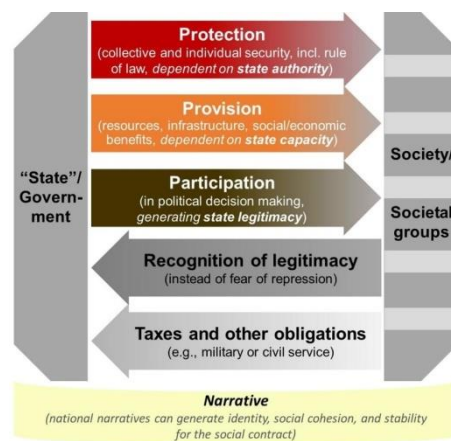 Protection
(collective and individual security, incl. rule
of law, dependent on state authority)
Provision
(resources, infrastructure, social/economic
benefits, dependent on state capacity)
“State”/
Govern-
ment
Society/
Societal
groups
Participation
(in political decision making,
generating state legitimacy)
Recognition of legitimacy
(instead of fear of repression)
Taxes and other obligations
(e.g., military or civil service)
Narrative
(national narratives can generate identity, social cohesion, and stability
for the social contract)